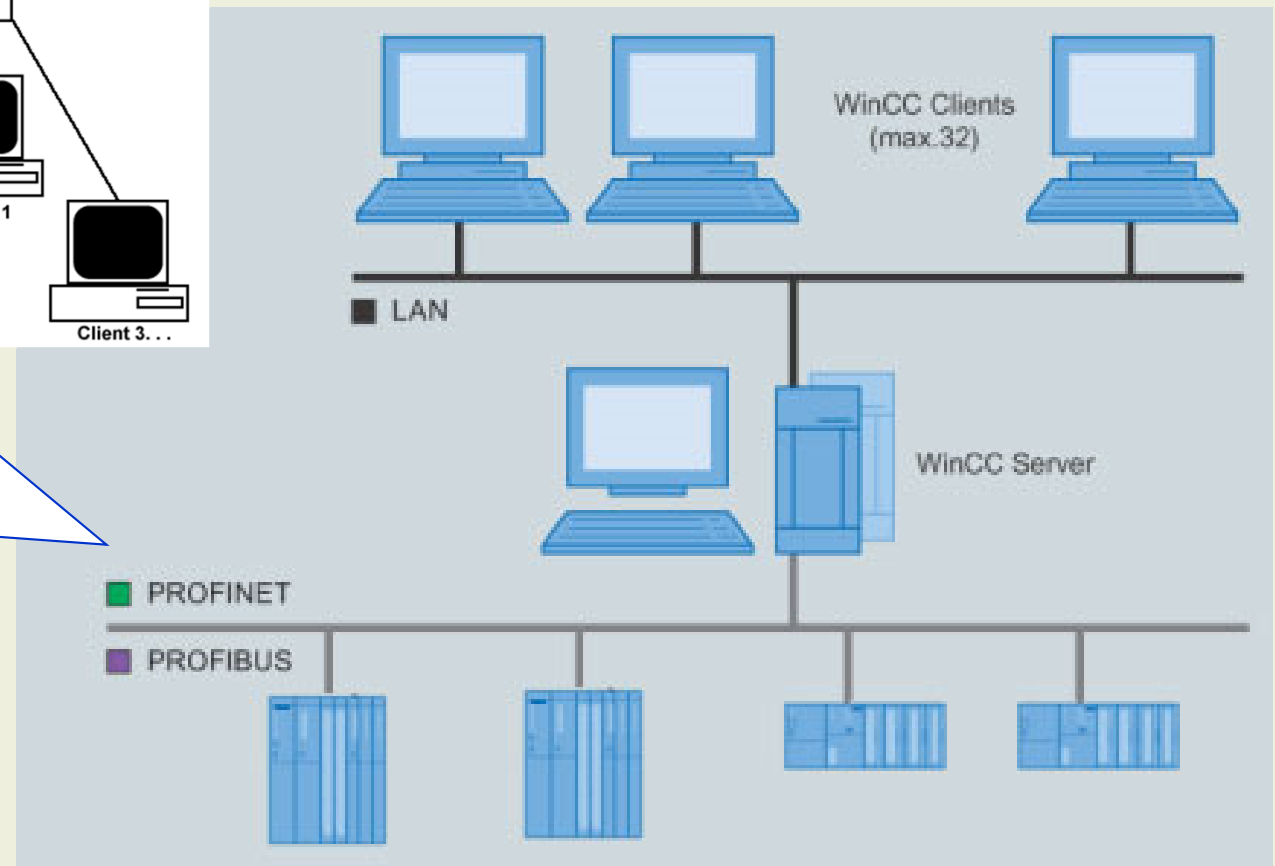 1
Client 3. . .
WinCC Clients
(max.32)
LAN
WinCC Server
PROFINET
PROFIBUS